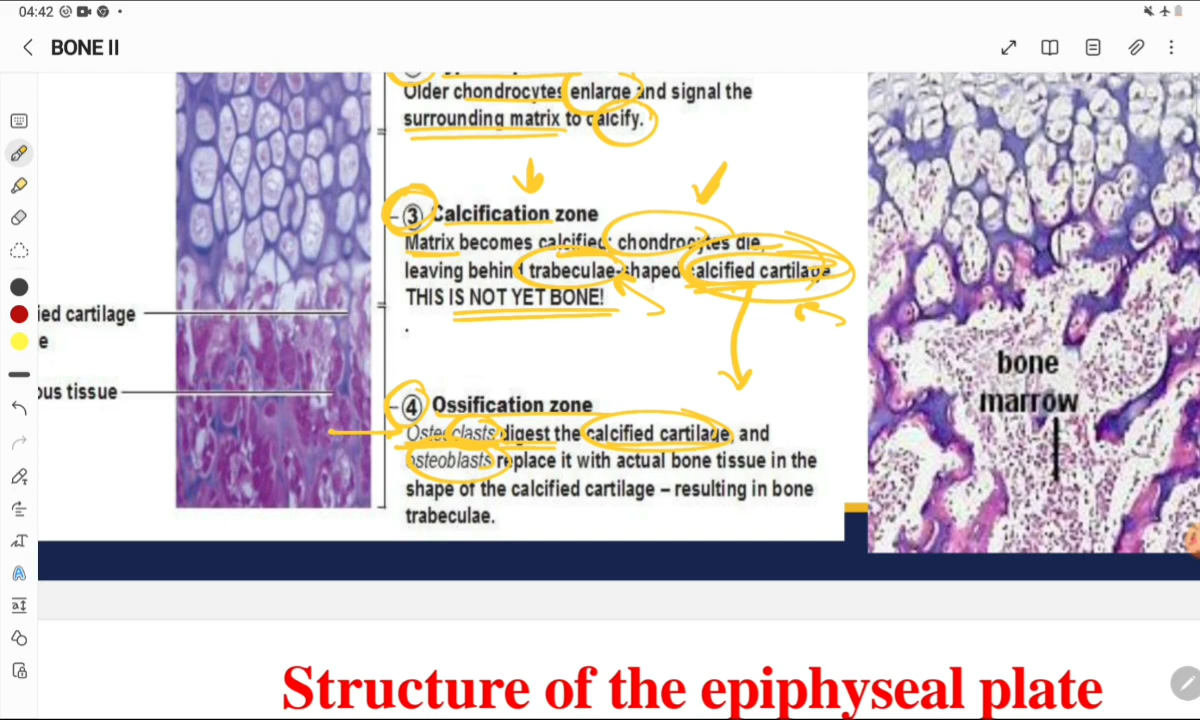 04:42
BONE II
Older chondrocytes enlarge and signal the
surrounding matrix to calcify.
③ Calcification zone
Matrix becomes calcified; chondrocytes die,
leaving behind trabeculae-shaped calcified cartilage
THIS IS NOT YET BONE!
.
ied cartilage
e
ous tissue
④ Ossification zone
Osteoclasts digest the calcified cartilage, and
osteoblasts replace it with actual bone tissue in the
shape of the calcified cartilage – resulting in bone
trabeculae.
bone
marrow
Structure of the epiphyseal plate